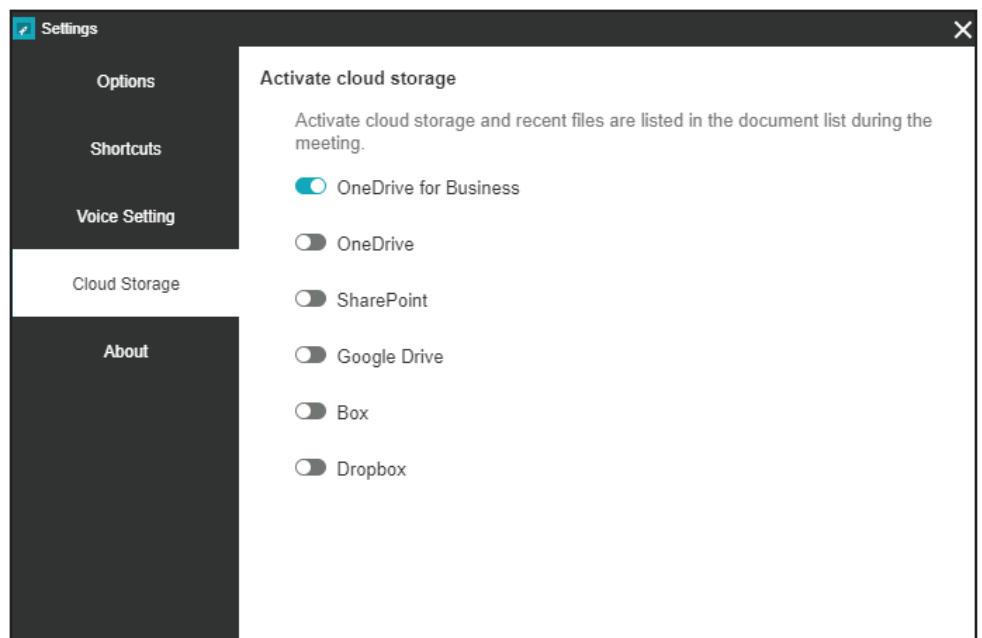 Settings
Options
Shortcuts
Voice Setting
Cloud Storage
About
Activate cloud storage
Activate cloud storage and recent files are listed in the document list during the
meeting.
OneDrive for Business
OneDrive
SharePoint
Google Drive
Box
Dropbox